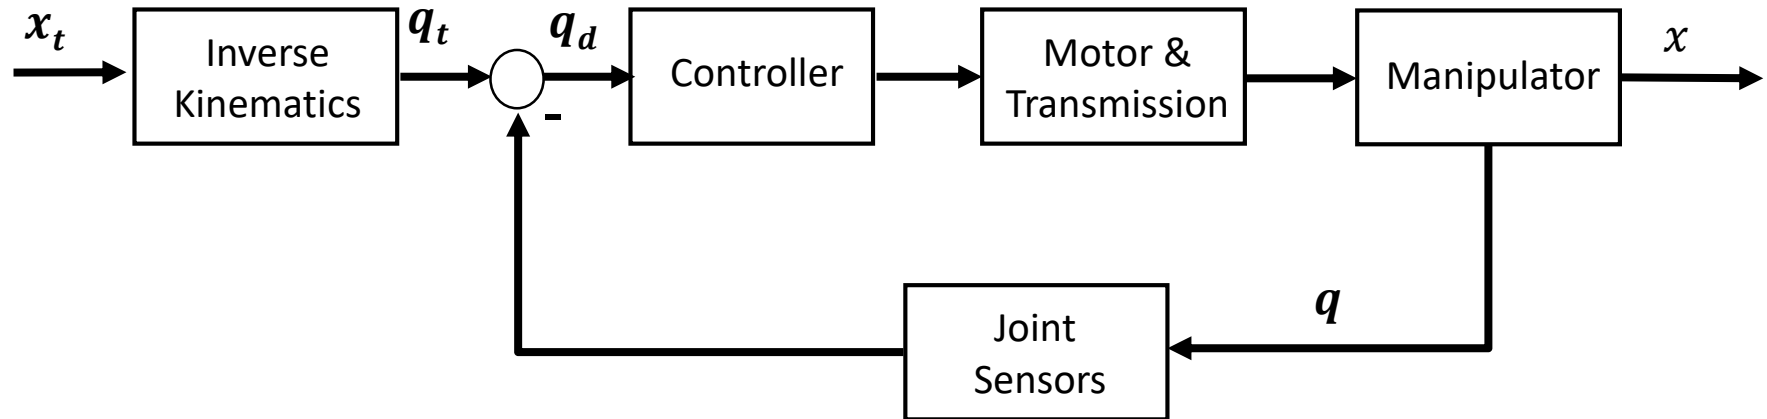 x_t
Inverse
Kinematics
q_t
q_d
-
Controller
Motor &
Transmission
Manipulator
x
q
Joint
Sensors